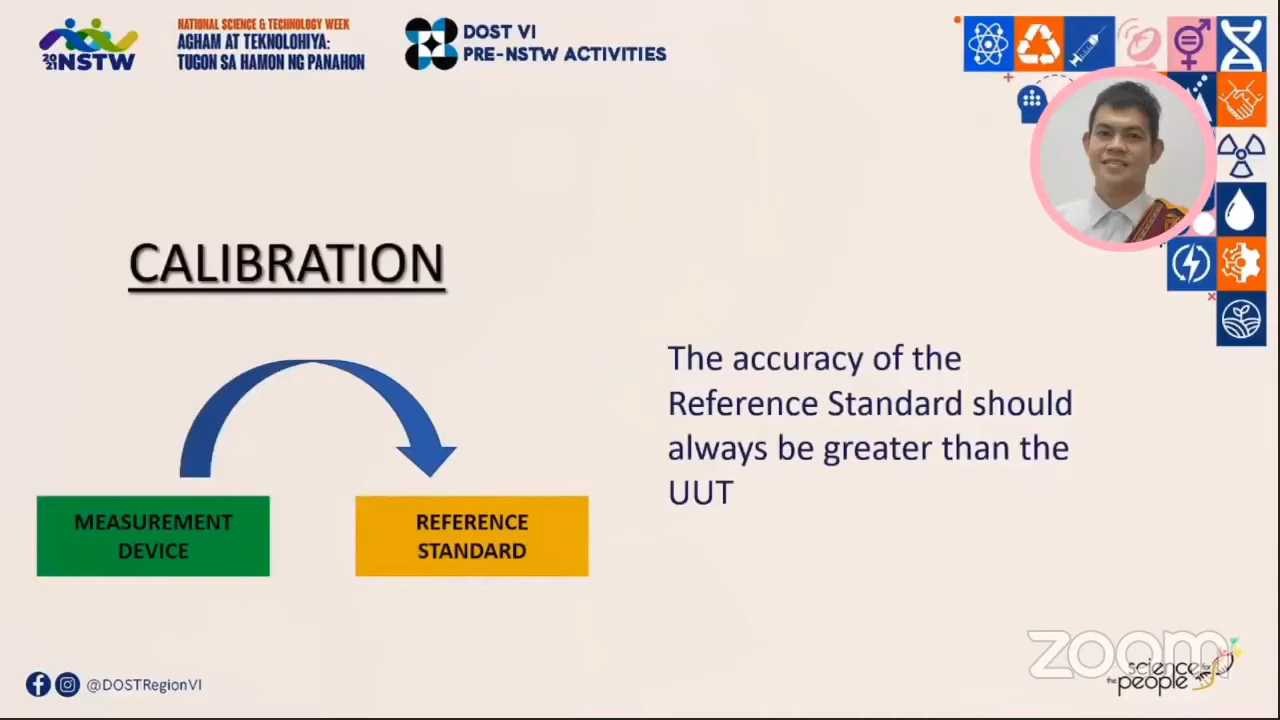 2021 NSTW
NATIONAL SCIENCE & TECHNOLOGY WEEK
AGHAM AT TEKNOLOHIYA:
TUGON SA HAMON NG PANAHON
DOST VI
PRE-NSTW ACTIVITIES
CALIBRATION
MEASUREMENT
DEVICE
REFERENCE
STANDARD
The accuracy of the
Reference Standard should
always be greater than the
UUT
@DOSTRegionVI
zoom
science for
the people